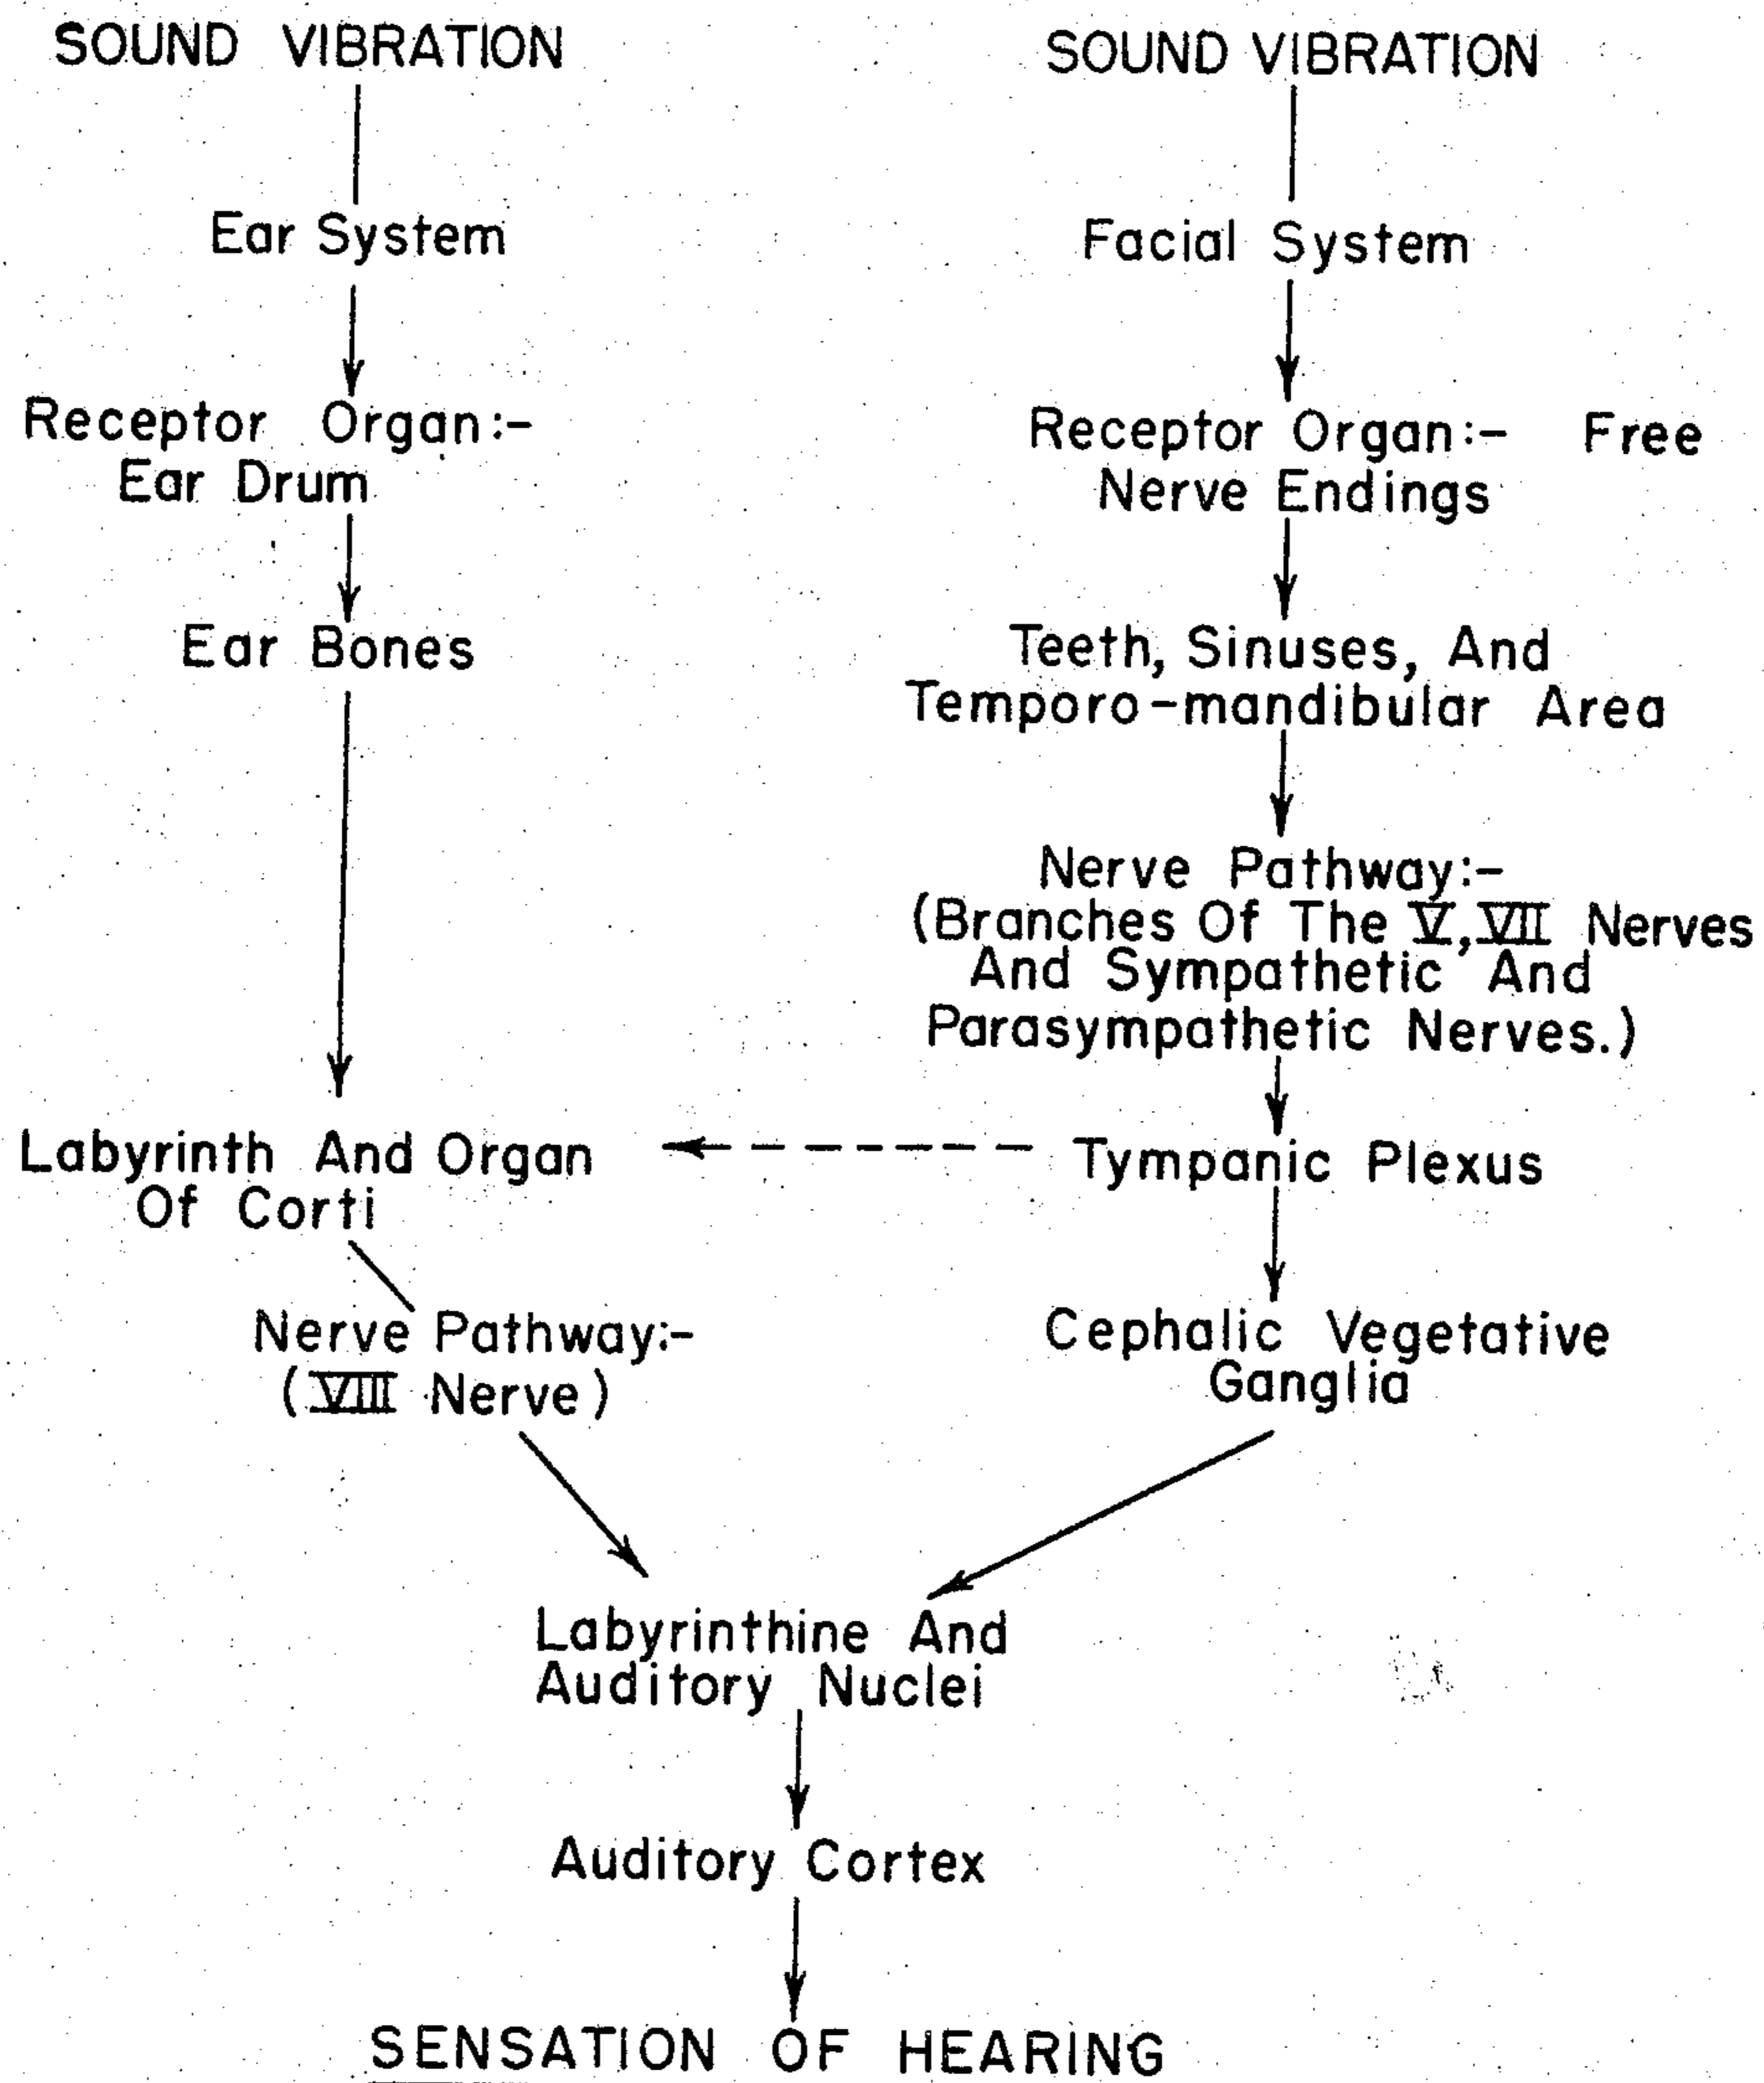 SOUND VIBRATION
Ear System
Receptor Organ:-
Ear Drum
Ear Bones
Labyrinth And Organ
Of Corti
Nerve Pathway:-
(VIII Nerve)
SOUND VIBRATION
Facial System
Receptor Organ:- Free
Nerve Endings
Teeth, Sinuses, And
Temporo-mandibular Area
Nerve Pathway:-
(Branches Of The V, VII Nerves
And Sympathetic And
Parasympathetic Nerves.)
Tympanic Plexus
Cephalic Vegetative
Ganglia
Labyrinthine And
Auditory Nuclei
Auditory Cortex
SENSATION OF HEARING